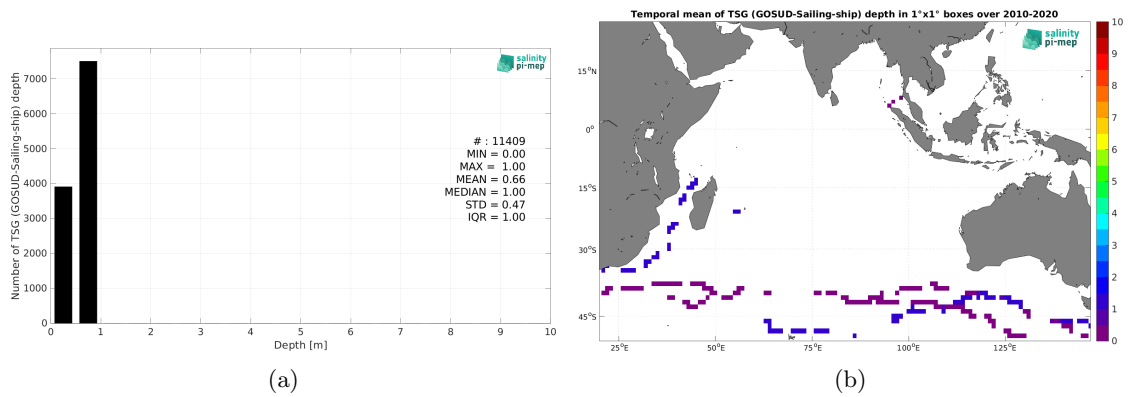 salinity
pi-mep
Number of TSG (GOSUD-Sailing-ship) depth
7000
6000
5000
4000
3000
2000
1000
0
# : 11409
MIN = 0.00
MAX = 1.00
MEAN = 0.66
MEDIAN = 1.00
STD = 0.47
IQR = 1.00
0 1 2 3 4 5 6 7 8 9 10
Depth [m]
(a)
Temporal mean of TSG (GOSUD-Sailing-ship) depth in 1°x1° boxes over 2010-2020
salinity
pi-mep
15°N
0°
15°S
30°S
45°S
25°E 50°E 75°E 100°E 125°E
10
9
8
7
6
5
4
3
2
1
0
(b)